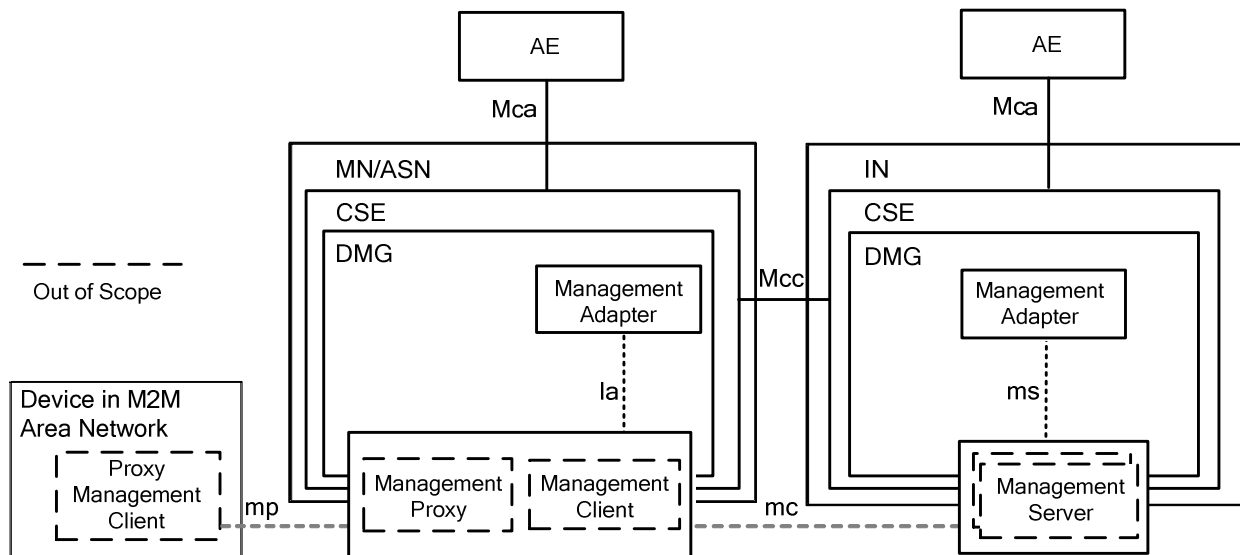 AE
AE
Mca
Mca
MN/ASN
IN
CSE
CSE
DMG
DMG
Out of Scope
Management
Adapter
Mcc
Management
Adapter
la
ms
Device in M2M
Area Network
Proxy
Management
Client
mp
Management
Proxy
Management
Client
mc
Management
Server